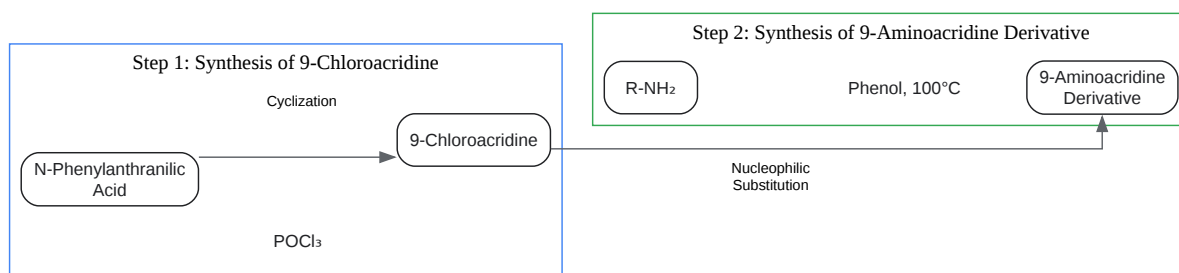 Step 1: Synthesis of 9-Chloroacridine
Cyclization
N-Phenylanthranilic
Acid
9-Chloroacridine
POCl₃
Step 2: Synthesis of 9-Aminoacridine Derivative
R-NH₂
Phenol, 100°C
9-Aminoacridine
Derivative
Nucleophilic
Substitution